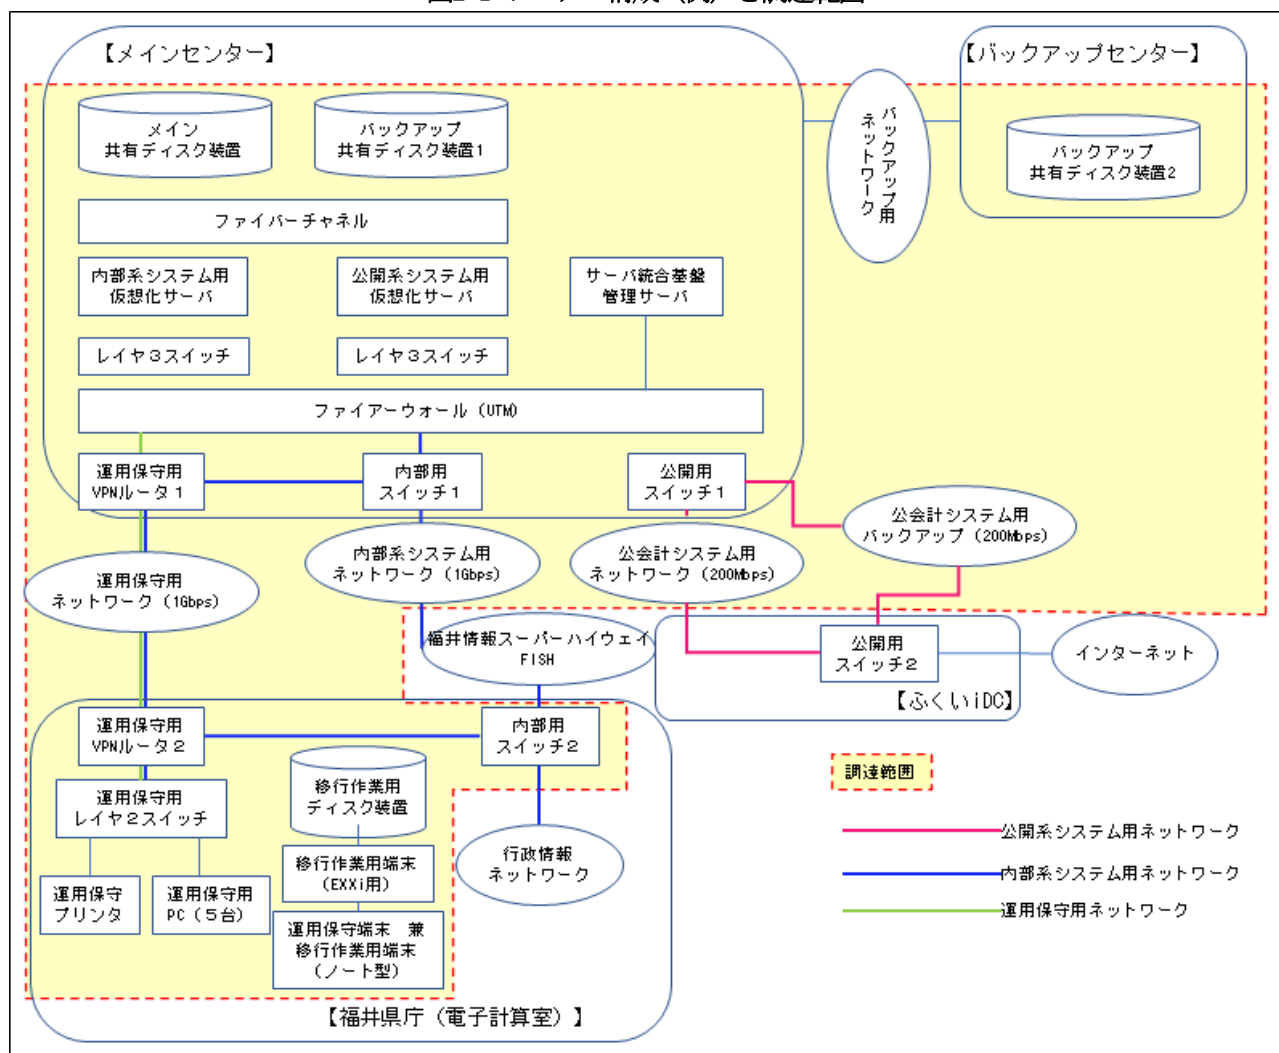 【メインセンター】
【バックアップセンター】
メイン
共有ディスク装置
バックアップ
共有ディスク装置1
バックアップ用
ネットワーク
バックアップ
共有ディスク装置2
ファイバーチャネル
内部系システム用
仮想化サーバ
公開系システム用
仮想化サーバ
サーバ統合基盤
管理サーバ
レイヤ3スイッチ
レイヤ3スイッチ
ファイアーウォール(UTM)
運用保守用
VPNルータ1
内部用
スイッチ1
公開用
スイッチ1
公会計システム用
バックアップ(200Mbps)
内部系システム用
ネットワーク(1Gbps)
公会計システム用
ネットワーク(200Mbps)
運用保守用
ネットワーク(1Gbps)
福井情報スーパーハイウェイ
FISH
公開用
スイッチ2
インターネット
【ふくいiDC】
運用保守用
VPNルータ2
内部用
スイッチ2
移行作業用
ディスク装置
運用保守用
レイヤ2スイッチ
移行作業用端末
(EXXi用)
行政情報
ネットワーク
運用保守
プリンタ
運用保守用
PC(5台)
運用保守端末 兼
移行作業用端末
(ノート型)
【福井県庁(電子計算室)】
調達範囲
公開系システム用ネットワーク
内部系システム用ネットワーク
運用保守用ネットワーク